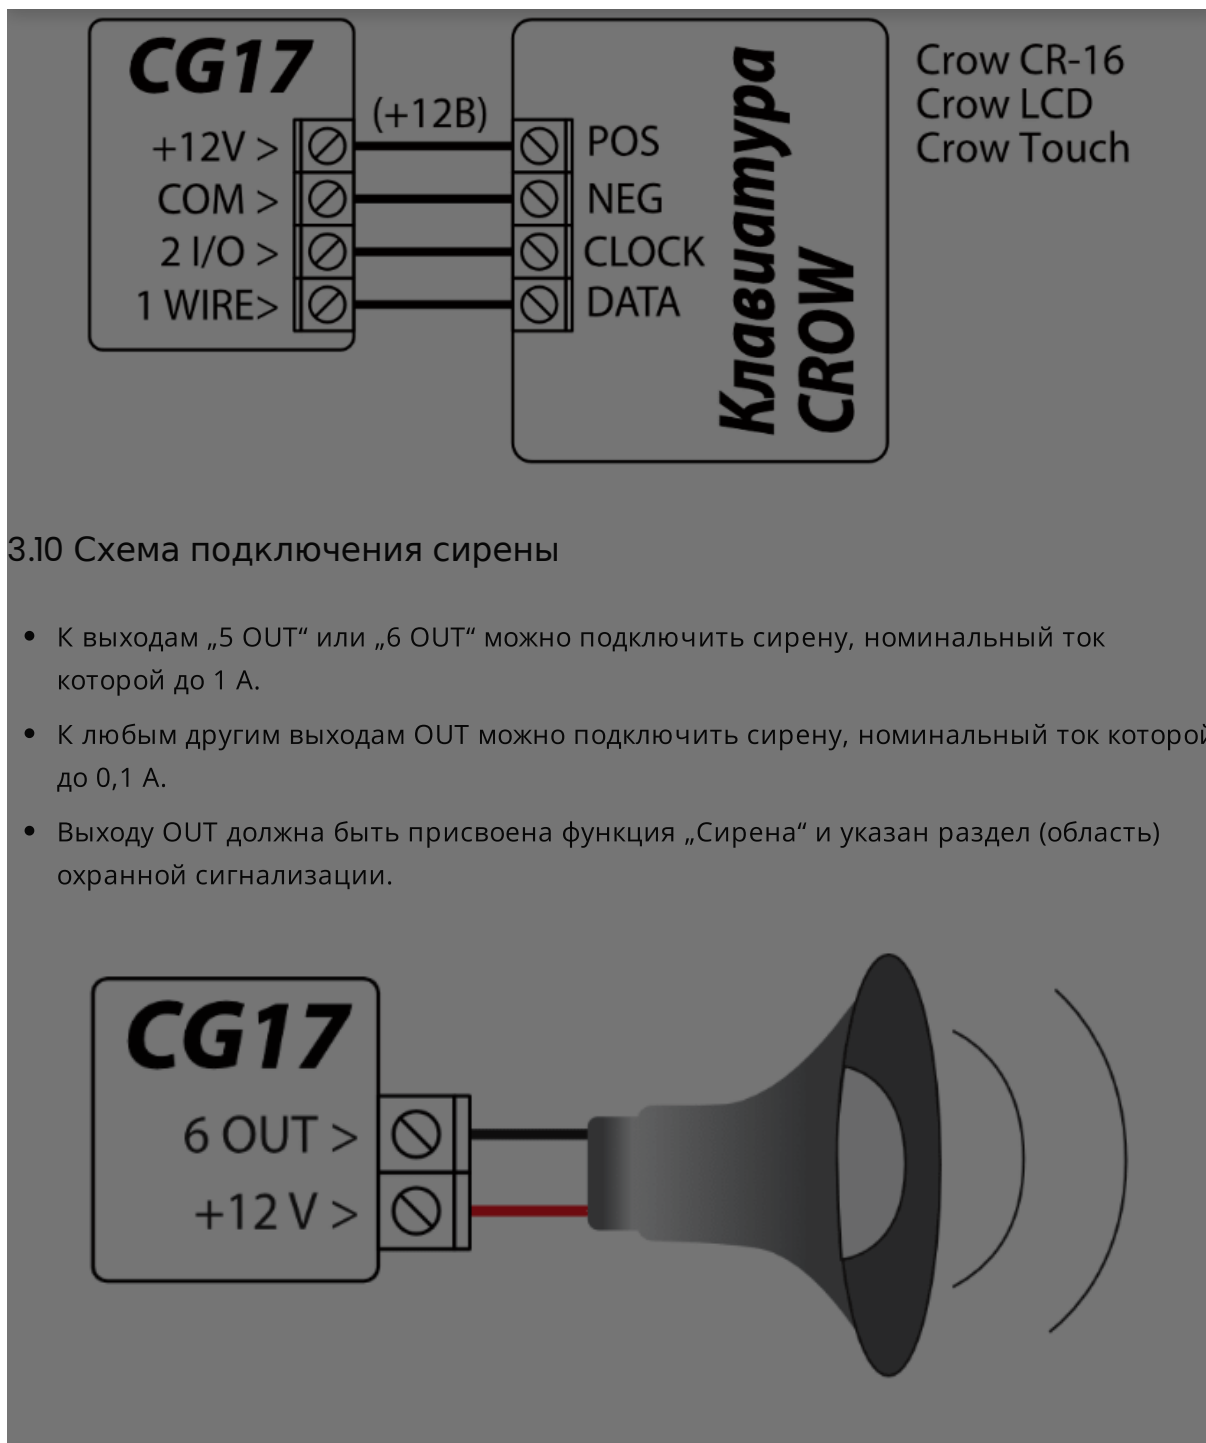 CG17
+12V >
COM >
2 I/O >
1 WIRE>
(+12В)
POS
NEG
CLOCK
DATA
Клавиатура
CROW
Crow CR-16
Crow LCD
Crow Touch
3.10 Схема подключения сирены
К выходам „5 OUT“ или „6 OUT“ можно подключить сирену, номинальный ток
которой до 1 А.
К любым другим выходам OUT можно подключить сирену, номинальный ток которой
до 0,1 А.
Выходу OUT должна быть присвоена функция „Сирена“ и указан раздел (область)
охранной сигнализации.
CG17
6 OUT >
+12 V >